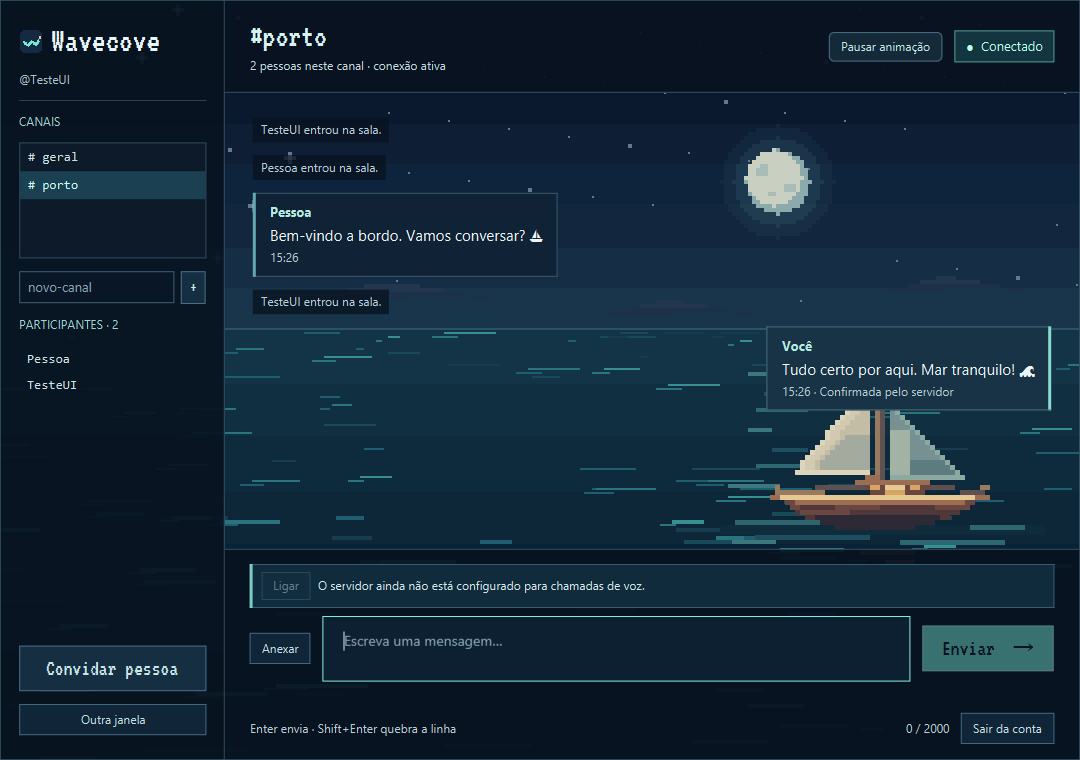 Wavecove
@TesteUI
CANAIS
# geral
# porto
novo-canal
+
PARTICIPANTES · 2
Pessoa
TesteUI
Convidar pessoa
Outra janela
#porto
2 pessoas neste canal · conexão ativa
Pausar animação
● Conectado
TesteUI entrou na sala.
Pessoa entrou na sala.
Pessoa
Bem-vindo a bordo. Vamos conversar? ⛵
15:26
TesteUI entrou na sala.
Você
Tudo certo por aqui. Mar tranquilo! 🌊
15:26 · Confirmada pelo servidor
Ligar
O servidor ainda não está configurado para chamadas de voz.
Anexar
Escreva uma mensagem...
Enviar →
Enter envia · Shift+Enter quebra a linha
0 / 2000
Sair da conta